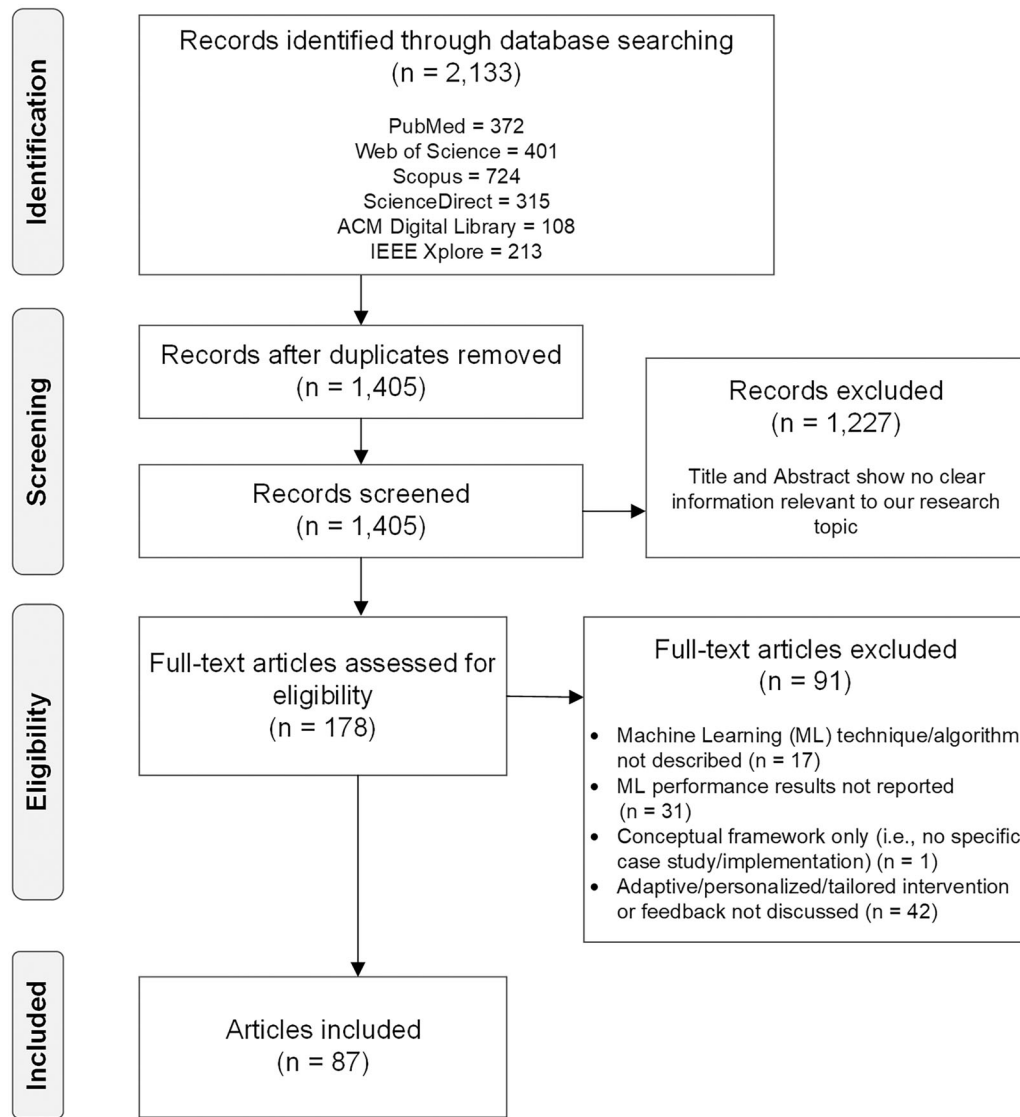 Identification
Records identified through database searching
(n = 2,133)
PubMed = 372
Web of Science = 401
Scopus = 724
ScienceDirect = 315
ACM Digital Library = 108
IEEE Xplore = 213
Screening
Records after duplicates removed
(n = 1,405)
Records screened
(n = 1,405)
Records excluded
(n = 1,227)
Title and Abstract show no clear
information relevant to our research
topic
Eligibility
Full-text articles assessed for
eligibility
(n = 178)
Full-text articles excluded
(n = 91)
• Machine Learning (ML) technique/algorithm
not described (n = 17)
• ML performance results not reported
(n = 31)
• Conceptual framework only (i.e., no specific
case study/implementation) (n = 1)
• Adaptive/personalized/tailored intervention
or feedback not discussed (n = 42)
Included
Articles included
(n = 87)